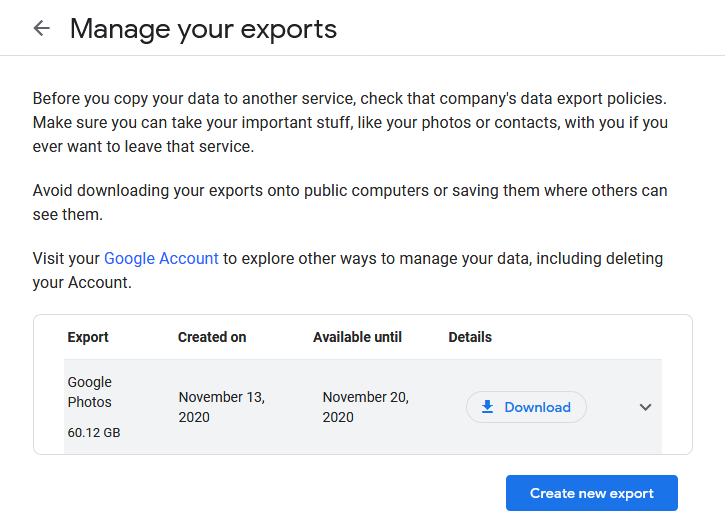 Manage your exports
Before you copy your data to another service, check that company's data export policies.
Make sure you can take your important stuff, like your photos or contacts, with you if you
ever want to leave that service.
Avoid downloading your exports onto public computers or saving them where others can
see them.
Visit your Google Account to explore other ways to manage your data, including deleting
your Account.
Export Created on Available until Details
Google
Photos
60.12 GB
November 13,
2020
November 20,
2020
Download
Create new export